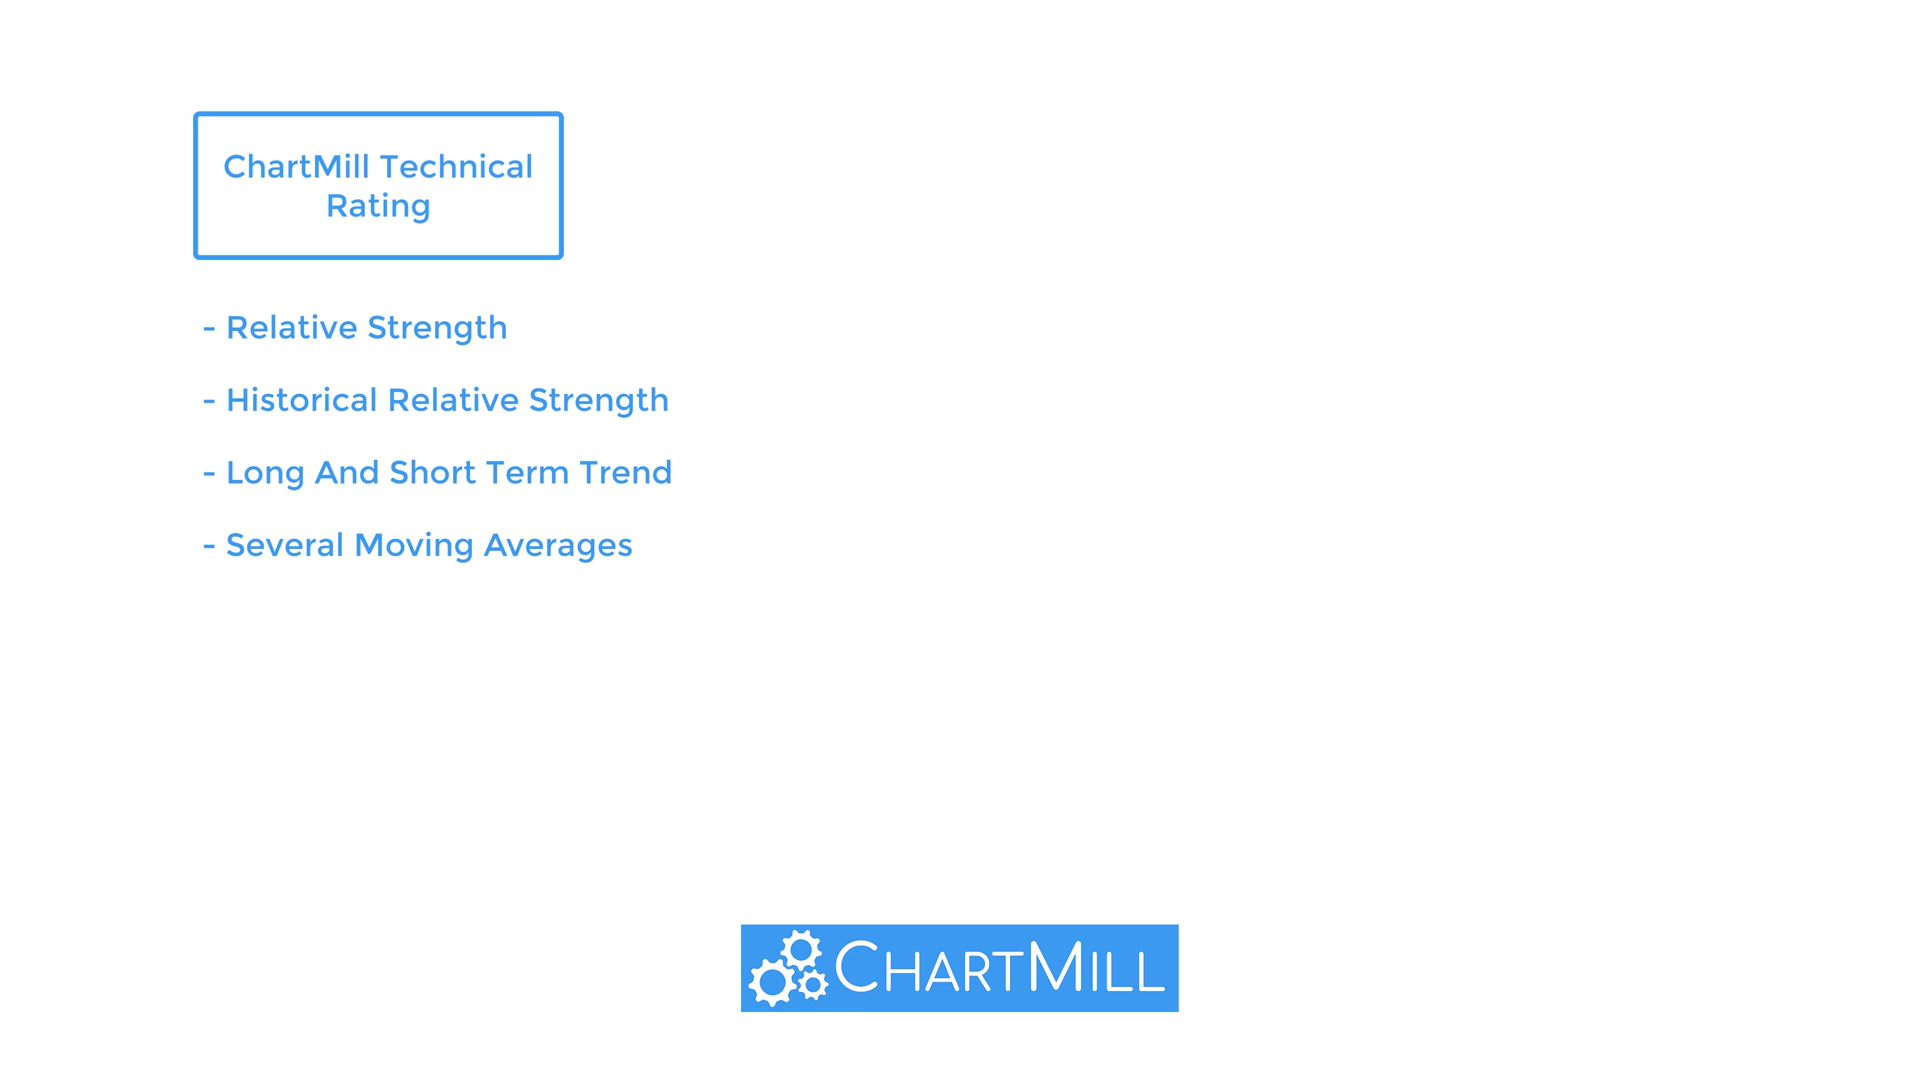 ChartMill Technical
Rating
- Relative Strength
- Historical Relative Strength
- Long And Short Term Trend
- Several Moving Averages
CHARTMILL